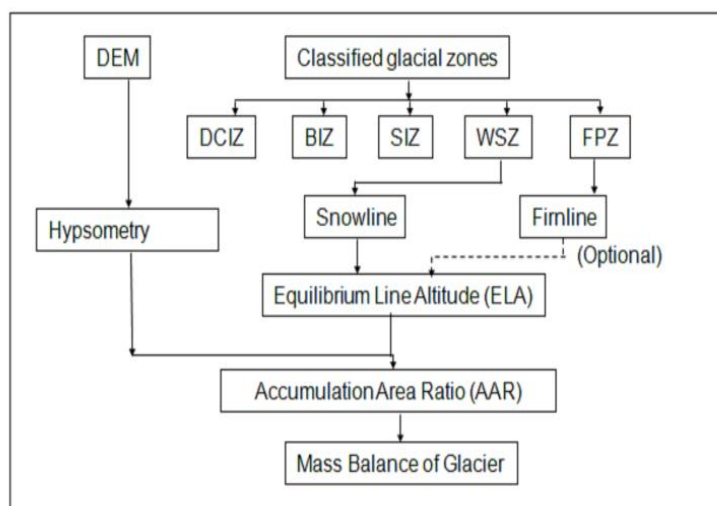 DEM
Classified glacial zones
DCIZ
BIZ
SIZ
WSZ
FPZ
Hypsometry
Snowline
Firnline
(Optional)
Equilibrium Line Altitude (ELA)
Accumulation Area Ratio (AAR)
Mass Balance of Glacier